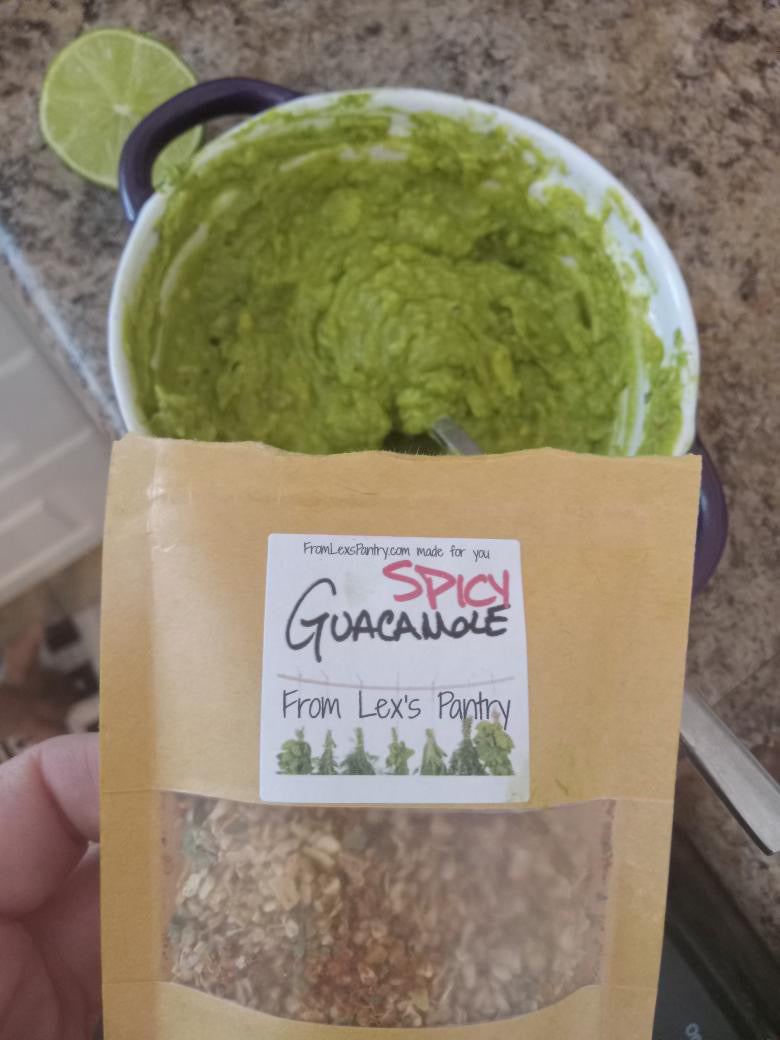 FromLexsPantry.com made for you
SPICY
GUACAMOLE
From Lex's Pantry